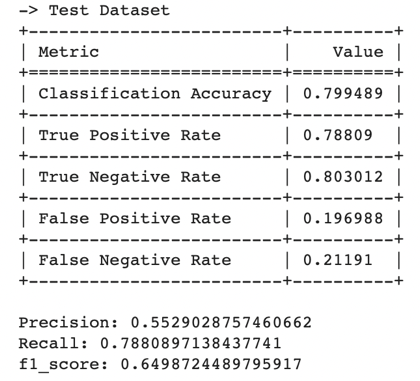 -> Test Dataset
+--------------------------+----------+
| Metric                   |    Value |
+==========================+==========+
| Classification Accuracy  | 0.799489 |
+--------------------------+----------+
| True Positive Rate       | 0.78809  |
+--------------------------+----------+
| True Negative Rate       | 0.803012 |
+--------------------------+----------+
| False Positive Rate      | 0.196988 |
+--------------------------+----------+
| False Negative Rate      | 0.21191  |
+--------------------------+----------+
Precision: 0.5529028757460662
Recall: 0.7880897138437741
f1_score: 0.6498724489795917